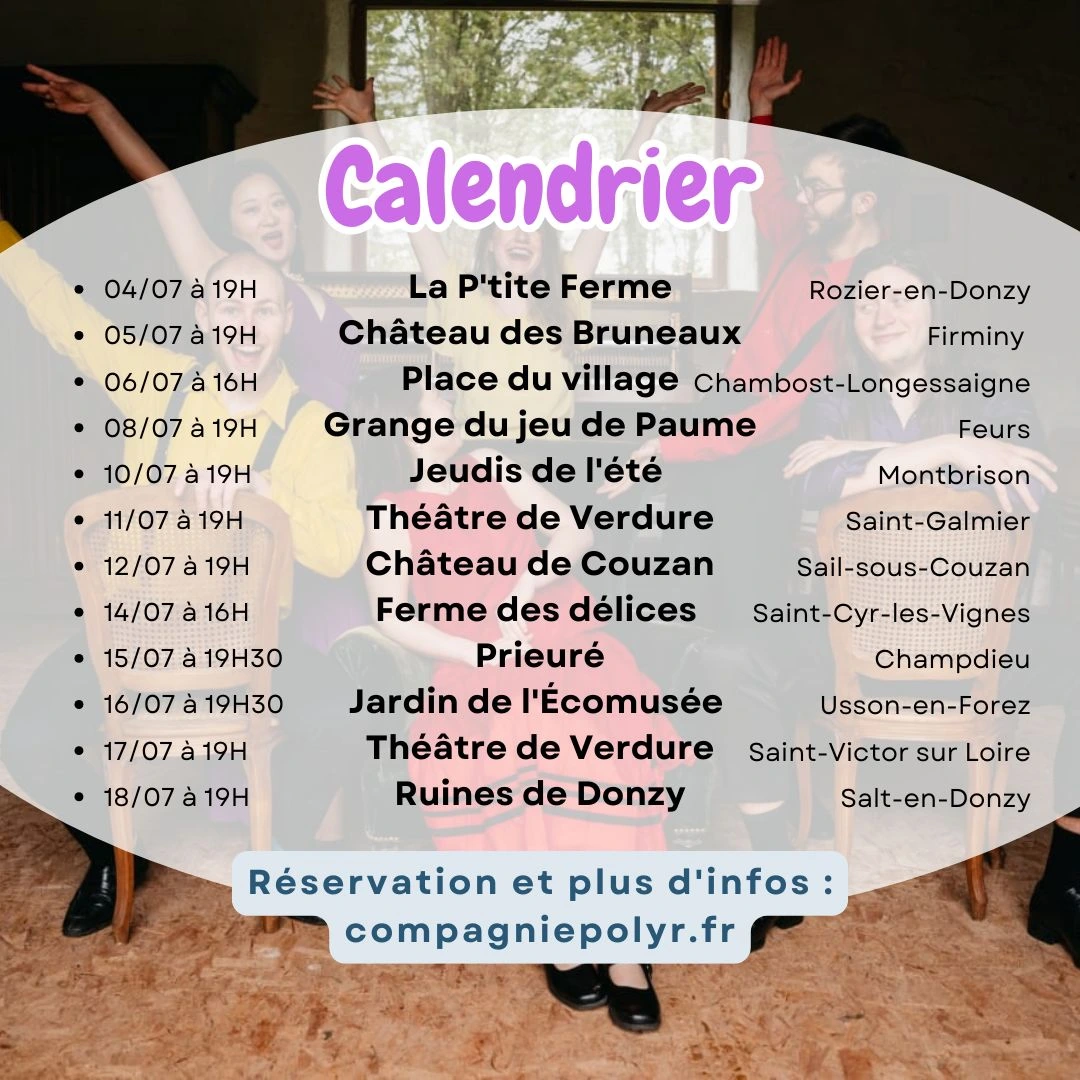 Calendrier
• 04/07 à 19H La P'tite Ferme Rozier-en-Donzy
• 05/07 à 19H Château des Bruneaux Firminy
• 06/07 à 16H Place du village Chambost-Longessaigne
• 08/07 à 19H Grange du jeu de Paume Feurs
• 10/07 à 19H Jeudis de l'été Montbrison
• 11/07 à 19H Théâtre de Verdure Saint-Galmier
• 12/07 à 19H Château de Couzan Sail-sous-Couzan
• 14/07 à 16H Ferme des délices Saint-Cyr-les-Vignes
• 15/07 à 19H30 Prieuré Champdieu
• 16/07 à 19H30 Jardin de l'Écomusée Usson-en-Forez
• 17/07 à 19H Théâtre de Verdure Saint-Victor sur Loire
• 18/07 à 19H Ruines de Donzy Salt-en-Donzy
Réservation et plus d'infos :
compagniepolyr.fr